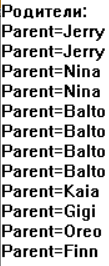 Родители:
Parent=Jerry
Parent=Jerry
Parent=Nina
Parent=Nina
Parent=Balto
Parent=Balto
Parent=Balto
Parent=Balto
Parent=Kaia
Parent=Gigi
Parent=Oreo
Parent=Finn